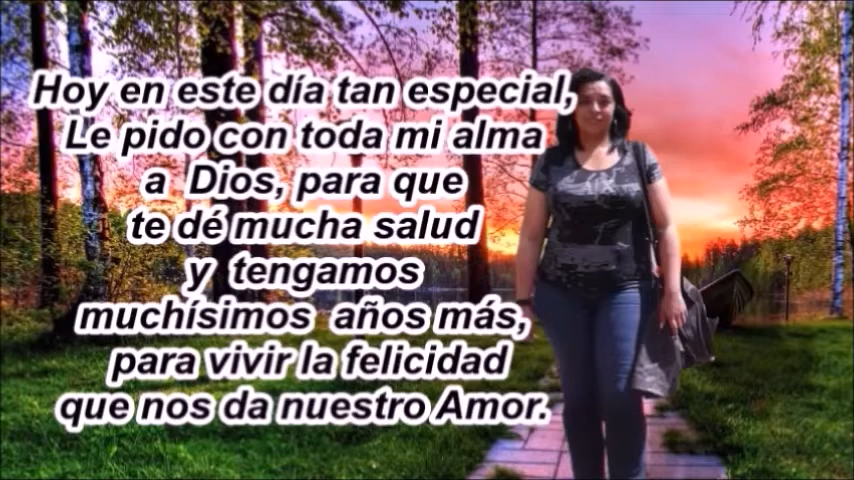 Hoy en este día tan especial,
Le pido con toda mi alma
a Dios, para que
te dé mucha salud
y tengamos
muchísimos años más,
para vivir la felicidad
que nos da nuestro Amor.